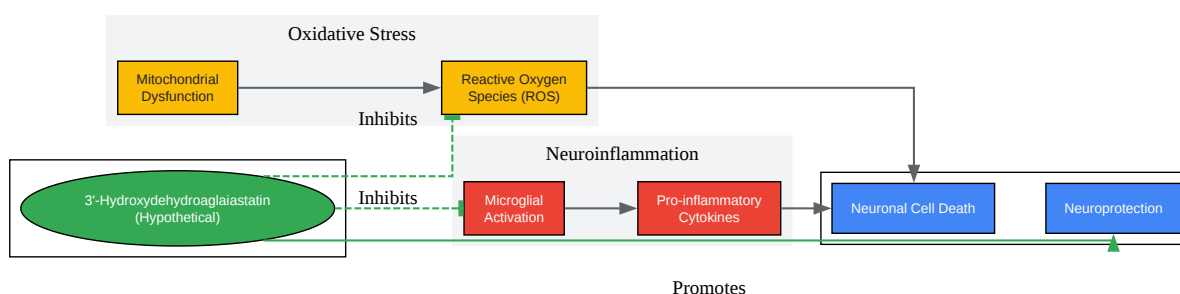 Oxidative Stress
Mitochondrial
Dysfunction
Reactive Oxygen
Species (ROS)
Inhibits
Neuroinflammation
3'-Hydroxydehydroaglaiastatin
(Hypothetical)
Inhibits
Microglial
Activation
Pro-inflammatory
Cytokines
Neuronal Cell Death
Neuroprotection
Promotes